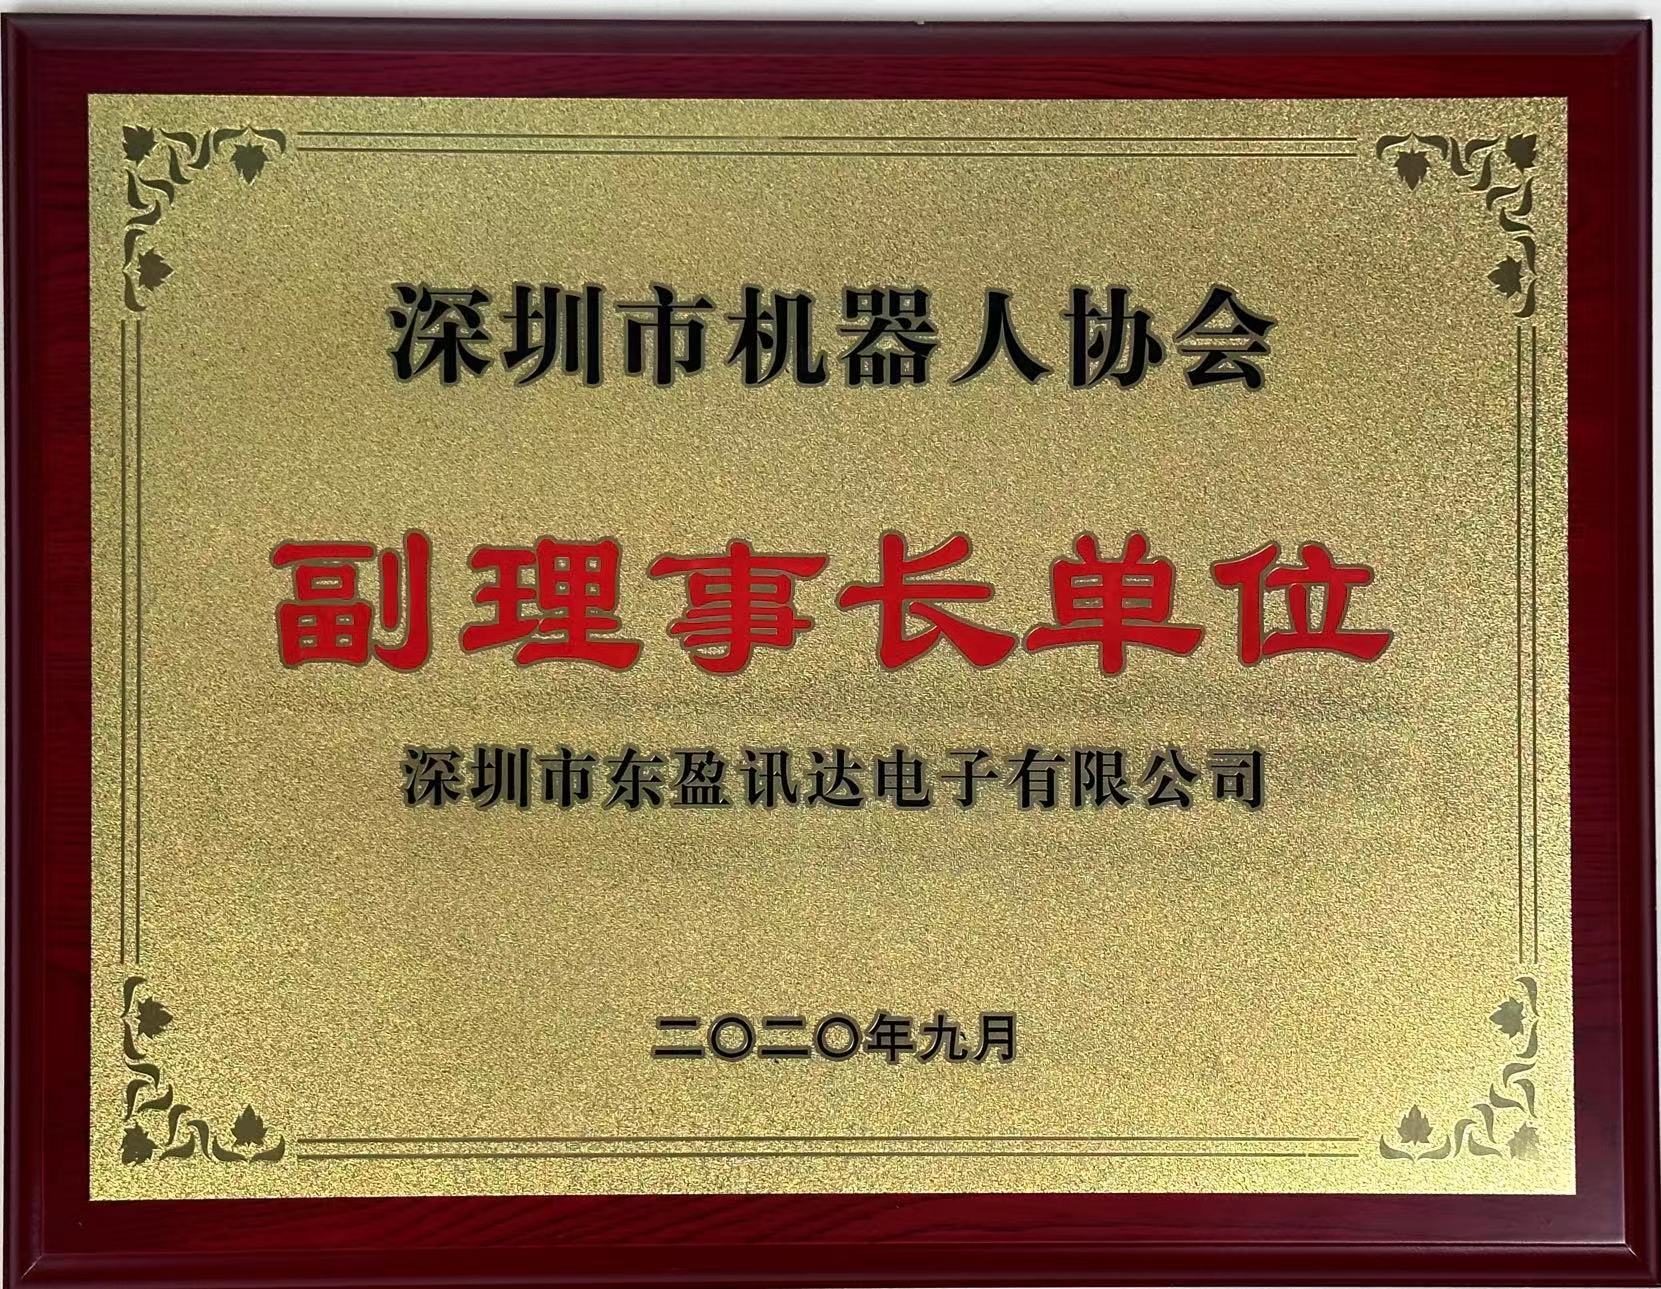 深圳市机器人协会
副理事长单位
深圳市东盈讯达电子有限公司
二〇二〇年九月